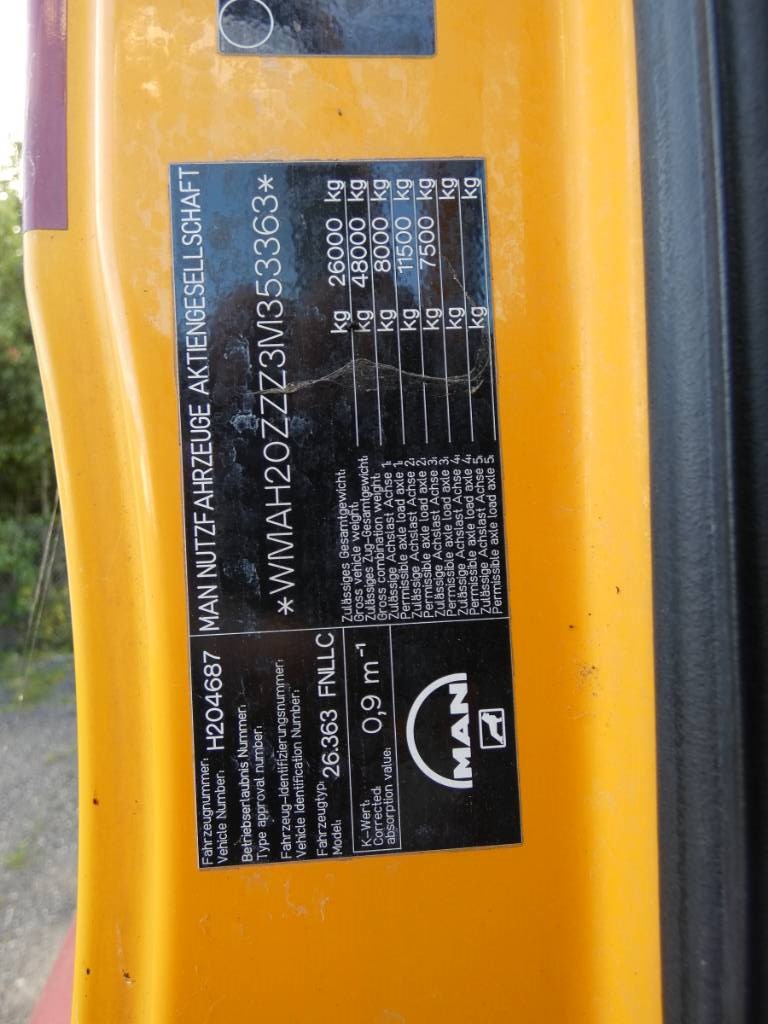 Fahrzeugnummer:
Vehicle Number: H204687 MAN NUTZFAHRZEUGE AKTIENGESELLSCHAFT
Betriebserlaubnis Nummer:
Type approval number:
Fahrzeug-Identifizierungsnummer:
Vehicle Identification Number: *WMAH20ZZZ3M353363*
Fahrzeugtyp:
Model: 26.363 FNLLC
K-Wert:
Corrected
absorption value: 0,9 m⁻¹
MAN
Zulässiges Gesamtgewicht:
Gross vehicle weight: kg 26000 kg
Zulässiges Zug-Gesamtgewicht:
Gross combination weight: kg 48000 kg
Zulässige Achslast Achse 1:
Permissible axle load axle 1: kg 8000 kg
Zulässige Achslast Achse 2:
Permissible axle load axle 2: kg 11500 kg
Zulässige Achslast Achse 3:
Permissible axle load axle 3: kg 7500 kg
Zulässige Achslast Achse 4:
Permissible axle load axle 4: kg kg
Zulässige Achslast Achse 5:
Permissible axle load axle 5: kg kg